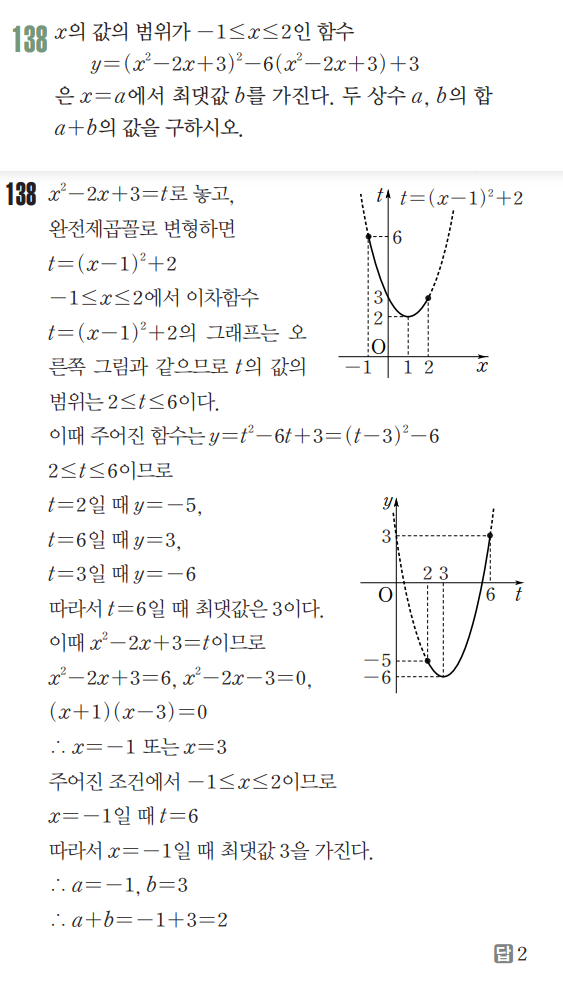 138 x의 값의 범위가 −1≤x≤2인 함수
y=(x²−2x+3)²−6(x²−2x+3)+3
은 x=a에서 최댓값 b를 가진다. 두 상수 a, b의 합
a+b의 값을 구하시오.
138 x²−2x+3=t로 놓고,
완전제곱꼴로 변형하면
t=(x−1)²+2
−1≤x≤2에서 이차함수
t=(x−1)²+2의 그래프는 오
른쪽 그림과 같으므로 t의 값의
범위는 2≤t≤6이다.
t t=(x−1)²+2
6
3
2
O
−1 1 2 x
이때 주어진 함수는 y=t²−6t+3=(t−3)²−6
2≤t≤6이므로
t=2일 때 y=−5,
t=6일 때 y=3,
t=3일 때 y=−6
따라서 t=6일 때 최댓값은 3이다.
이때 x²−2x+3=t이므로
x²−2x+3=6, x²−2x−3=0,
(x+1)(x−3)=0
∴ x=−1 또는 x=3
y
3
2 3
O 6 t
−5
−6
주어진 조건에서 −1≤x≤2이므로
x=−1일 때 t=6
따라서 x=−1일 때 최댓값 3을 가진다.
∴ a=−1, b=3
∴ a+b=−1+3=2
답 2